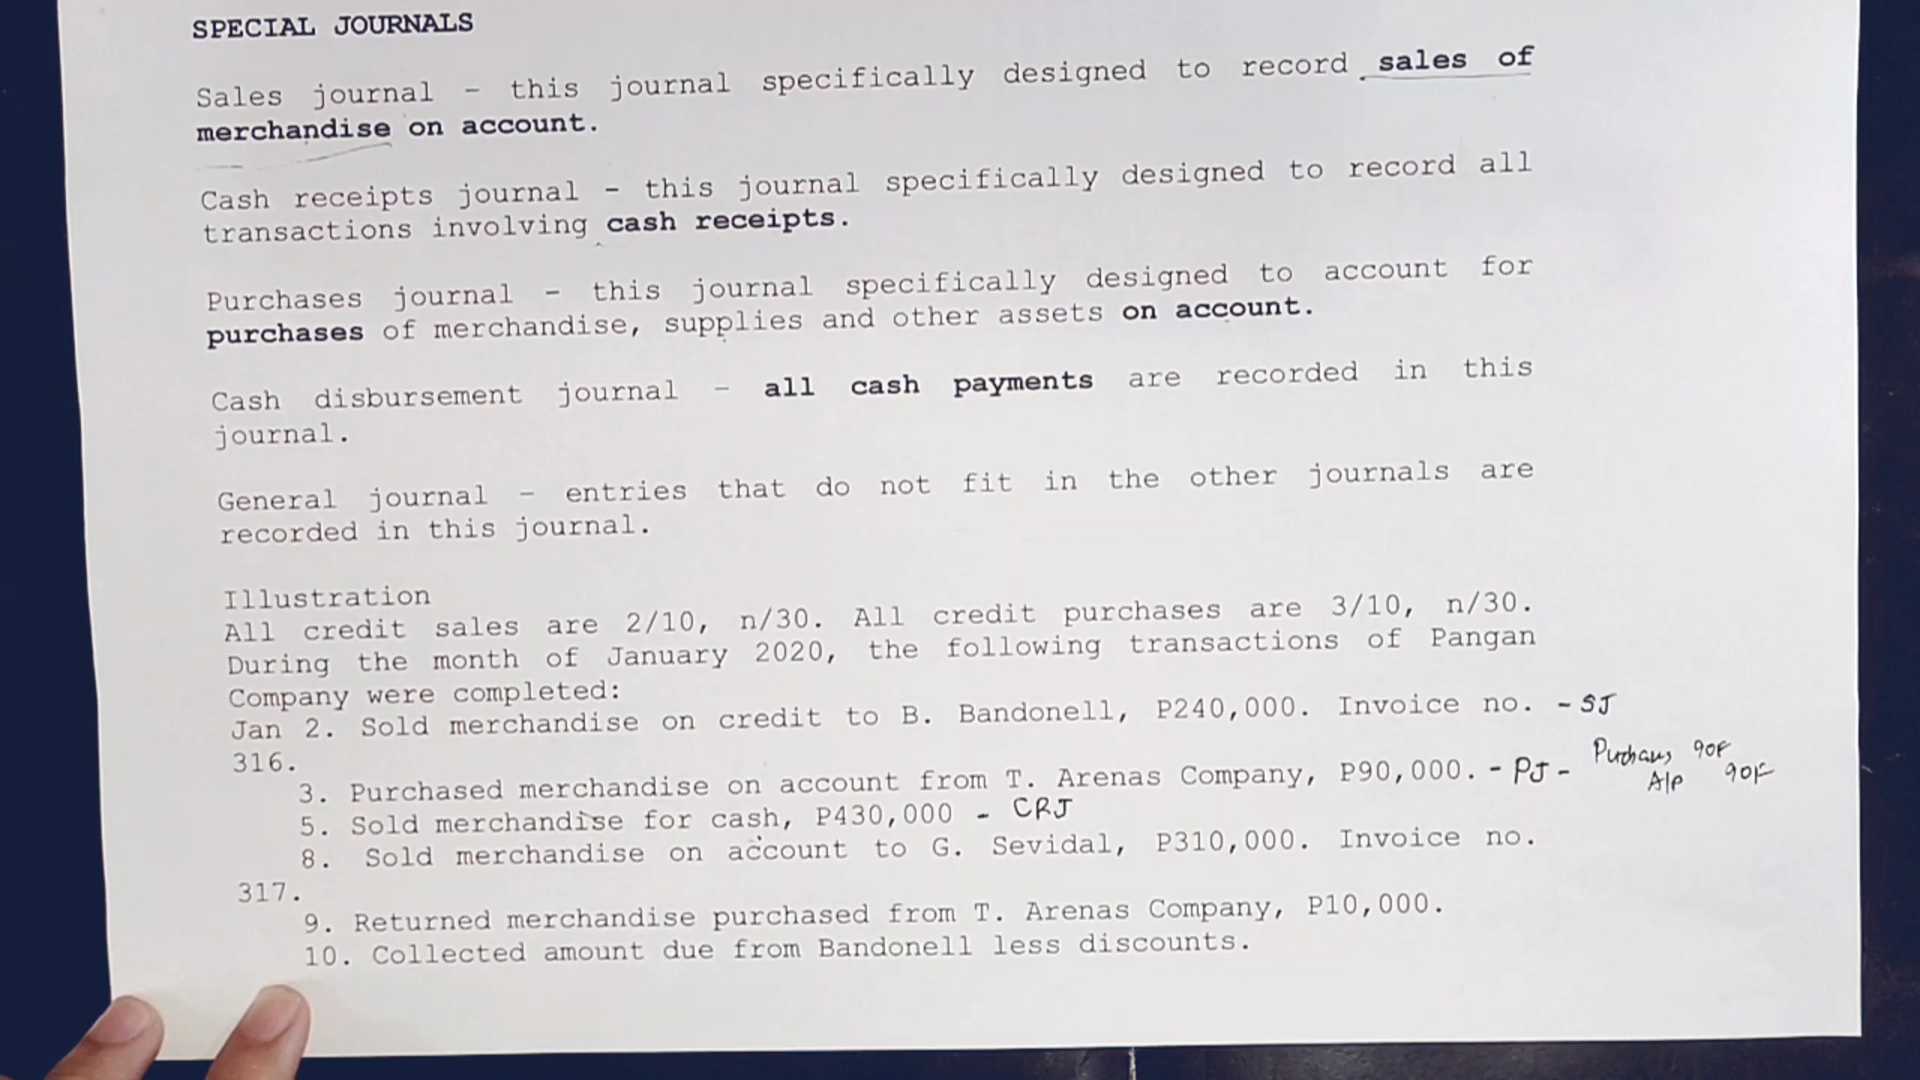 SPECIAL JOURNALS
Sales journal - this journal specifically designed to record sales of
merchandise on account.
Cash receipts journal - this journal specifically designed to record all
transactions involving cash receipts.
Purchases journal - this journal specifically designed to account for
purchases of merchandise, supplies and other assets on account.
Cash disbursement journal - all cash payments are recorded in this
journal.
General journal - entries that do not fit in the other journals are
recorded in this journal.
Illustration
All credit sales are 2/10, n/30. All credit purchases are 3/10, n/30.
During the month of January 2020, the following transactions of Pangan
Company were completed:
Jan 2. Sold merchandise on credit to B. Bandonell, P240,000. Invoice no. - SJ
316.
3. Purchased merchandise on account from T. Arenas Company, P90,000. - PJ - Purchases 90K
A/P 90K
5. Sold merchandise for cash, P430,000 - CRJ
8. Sold merchandise on account to G. Sevidal, P310,000. Invoice no.
317.
9. Returned merchandise purchased from T. Arenas Company, P10,000.
10. Collected amount due from Bandonell less discounts.